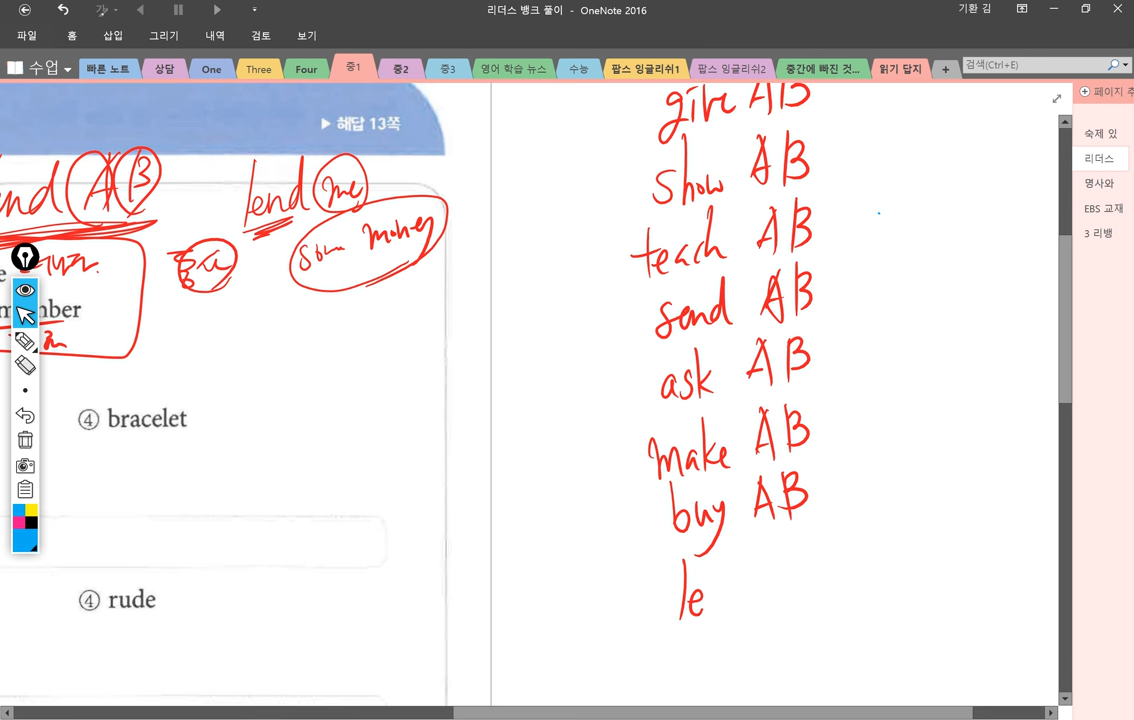 리더스 뱅크 풀이 - OneNote 2016
기환 김
파일 홈 삽입 그리기 내역 검토 보기
수업 빠른 노트 상담 One Three Four 중1 중2 중3 영어 학습 뉴스 수능 팝스 잉글리쉬1 팝스 잉글리쉬2 중간에 빠진 것... 읽기 답지 + 검색(Ctrl+E)
페이지 추
숙제 있
리더스
명사와
EBS 교재
3 리뱅
▶ 해답 13쪽
end A B
lend me
some money
mber
④ bracelet
④ rude
give A B
show A B
teach A B
send A B
ask A B
make A B
buy A B
le